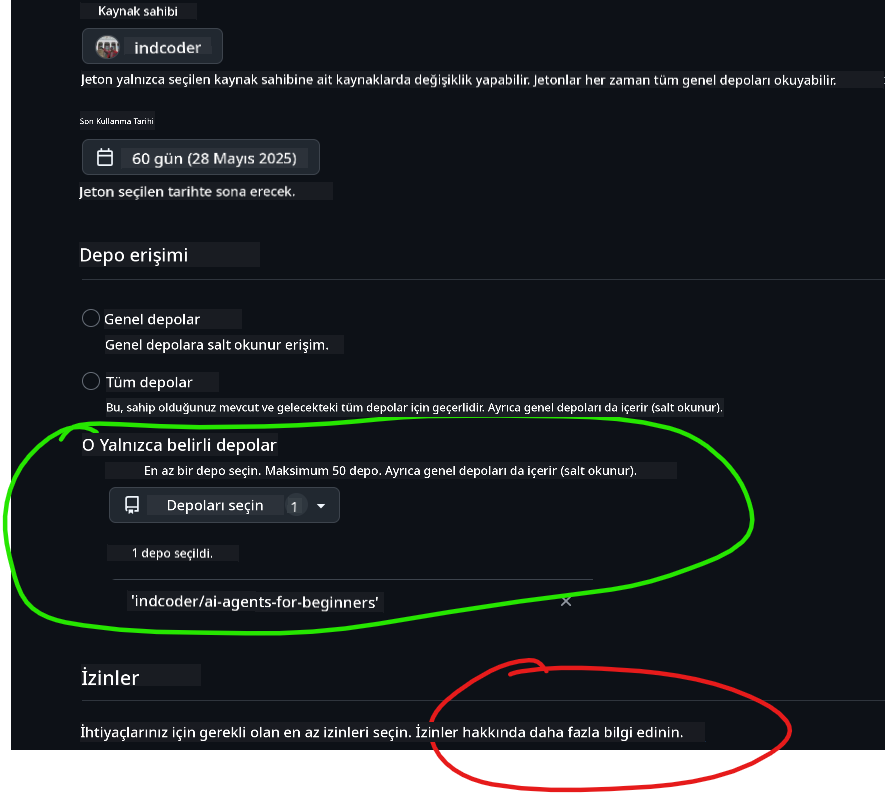 Kaynak sahibi
indcoder
Jeton yalnızca seçilen kaynak sahibine ait kaynaklarda değişiklik yapabilir. Jetonlar her zaman tüm genel depoları okuyabilir.
Son Kullanma Tarihi
60 gün (28 Mayıs 2025)
Jeton seçilen tarihte sona erecek.
Depo erişimi
Genel depolar
Genel depolara salt okunur erişim.
Tüm depolar
Bu, sahip olduğunuz mevcut ve gelecekteki tüm depolar için geçerlidir. Ayrıca genel depoları da içerir (salt okunur).
O Yalnızca belirli depolar
En az bir depo seçin. Maksimum 50 depo. Ayrıca genel depoları da içerir (salt okunur).
Depoları seçin 1
1 depo seçildi.
'indcoder/ai-agents-for-beginners'
İzinler
İhtiyaçlarınız için gerekli olan en az izinleri seçin. İzinler hakkında daha fazla bilgi edinin.